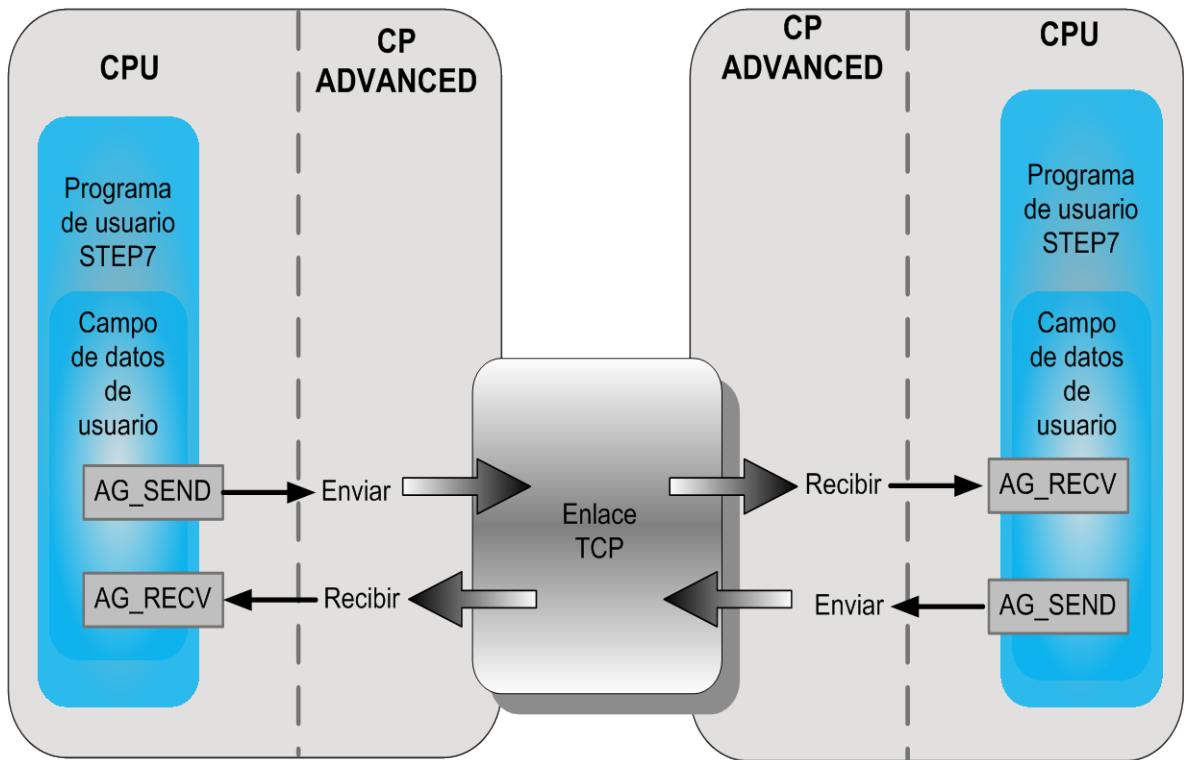 CPU
CP
ADVANCED
Programa
de usuario
STEP7
Campo
de datos
de
usuario
AG_SEND
Enviar
AG_RECV
Recibir
Enlace
TCP
CP
ADVANCED
CPU
Programa
de usuario
STEP7
Campo
de datos
de
usuario
Recibir
AG_RECV
Enviar
AG_SEND